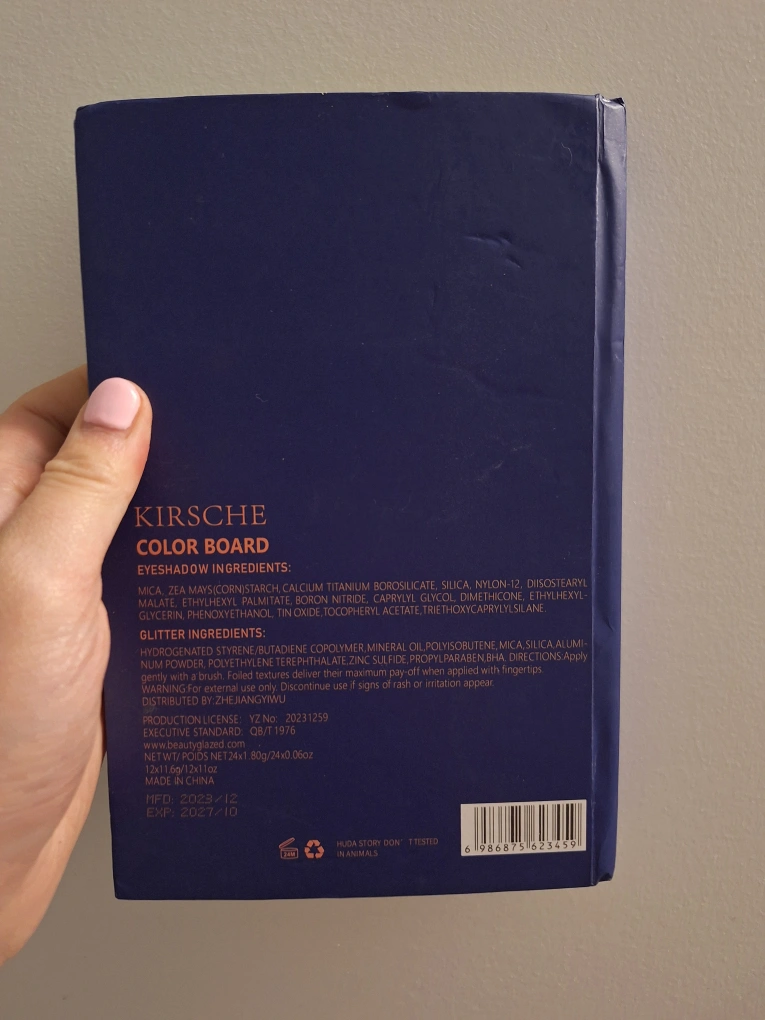 KIRSCHE
COLOR BOARD
EYESHADOW INGREDIENTS:
MICA, ZEA MAYS(CORN)STARCH,CALCIUM TITANIUM BOROSILICATE, SILICA, NYLON-12, DIISOSTEARYL
MALATE, ETHYLHEXYL PALMITATE, BORON NITRIDE, CAPRYLYL GLYCOL, DIMETHICONE, ETHYLHEXYL-
GLYCERIN, PHENOXYETHANOL, TIN OXIDE,TOCOPHERYL ACETATE,TRIETHOXYCAPRYLYLSILANE.
GLITTER INGREDIENTS:
HYDROGENATED STYRENE/BUTADIENE COPOLYMER,MINERAL OIL,POLYISOBUTENE,MICA,SILICA.ALUMI-
NUM POWDER, POLYETHYLENE TEREPHTHALATE,ZINC SULFIDE,PROPYLPARABEN,BHA. DIRECTIONS:Apply
gently with a brush. Foiled textures deliver their maximum pay-off when applied with fingertips.
WARNING:For external use only. Discontinue use if signs of rash or irritation appear.
DISTRIBUTED BY:ZHEJIANGYIWU
PRODUCTION LICENSE: YZ No: 20231259
EXECUTIVE STANDARD: QB/T 1976
www.beautyglazed.com
NET WT/ POIDS NET24x1.80g/24x0.06oz
12x11.6g/12x11oz
MADE IN CHINA
MFD: 2023/12
EXP: 2027/10
24M
HUDA STORY DON'T TESTED
IN ANIMALS
6 986875 623459